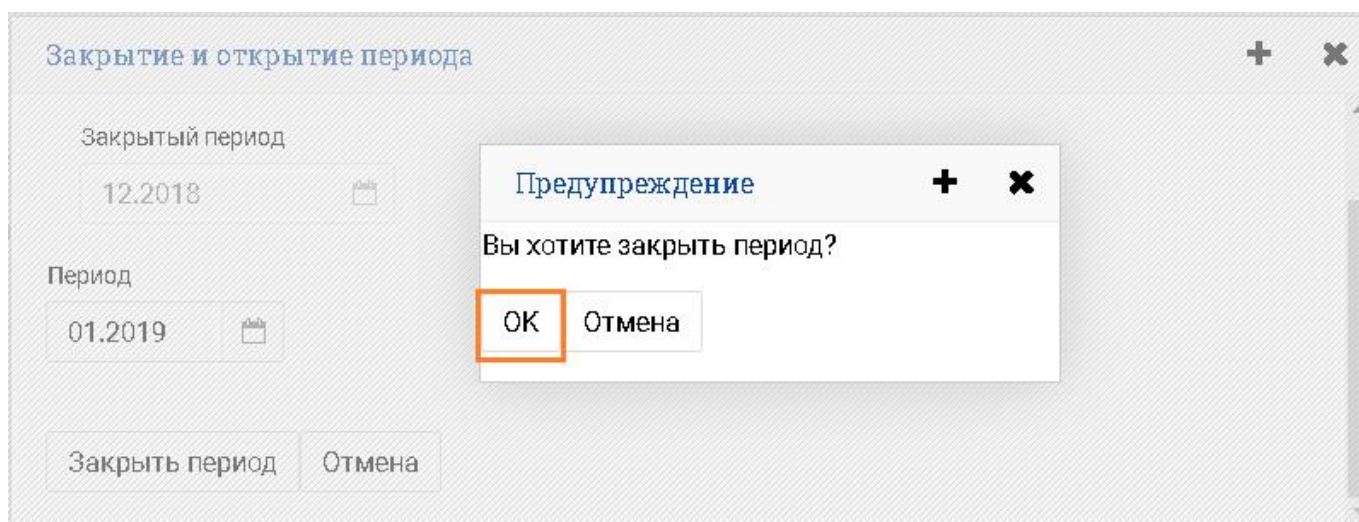 Закрытие и открытие периода
Закрытый период
12.2018
Период
01.2019
Закрыть период
Отмена
Предупреждение
Вы хотите закрыть период?
ОК
Отмена